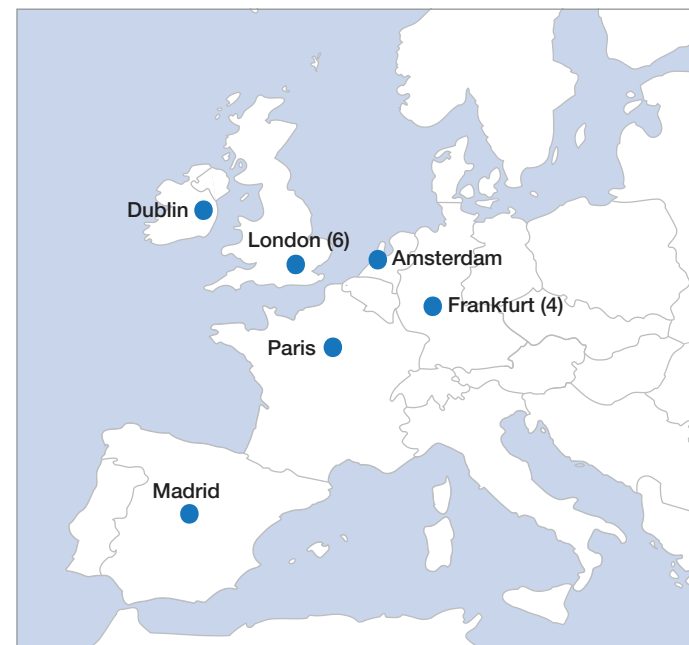 Dublin
London (6)
Amsterdam
Frankfurt (4)
Paris
Madrid